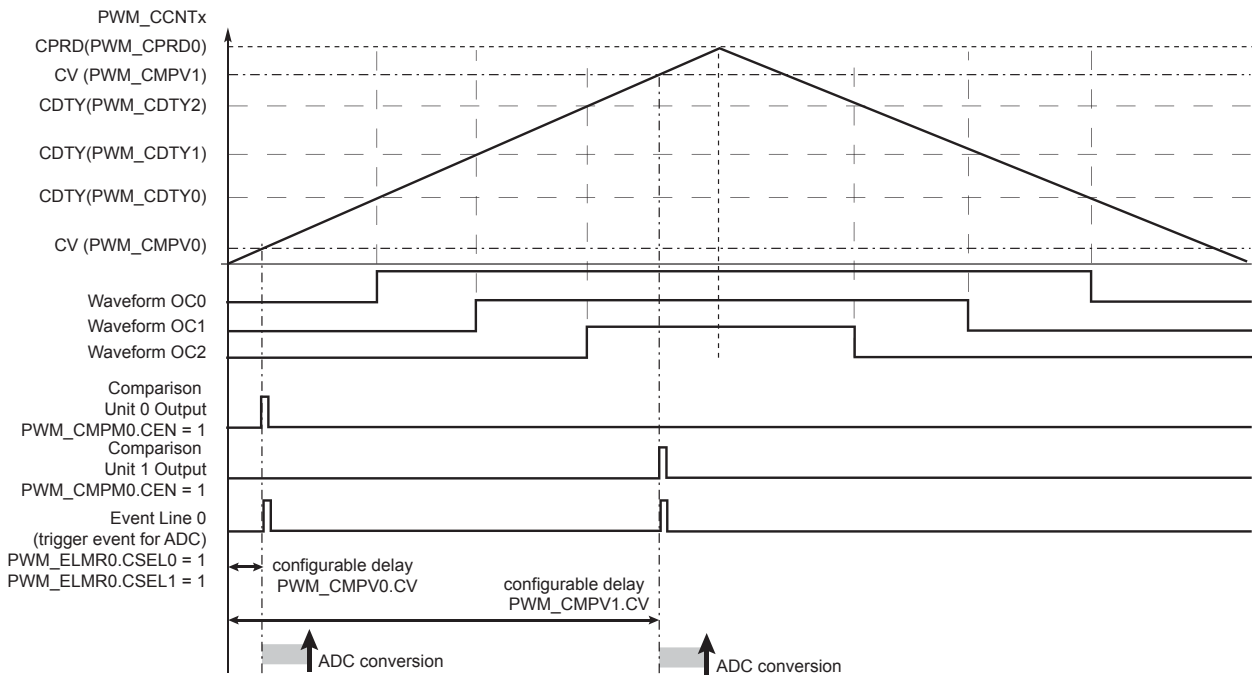 PWM_CCNTx
CPRD(PWM_CPRD0)
CV (PWM_CMPV1)
CDTY(PWM_CDTY2)
CDTY(PWM_CDTY1)
CDTY(PWM_CDTY0)
CV (PWM_CMPV0)
Waveform OC0
Waveform OC1
Waveform OC2
Comparison
Unit 0 Output
PWM_CMPM0.CEN = 1
Comparison
Unit 1 Output
PWM_CMPM0.CEN = 1
Event Line 0
(trigger event for ADC)
PWM_ELMR0.CSEL0 = 1
PWM_ELMR0.CSEL1 = 1
configurable delay
PWM_CMPV0.CV
configurable delay
PWM_CMPV1.CV
ADC conversion
ADC conversion